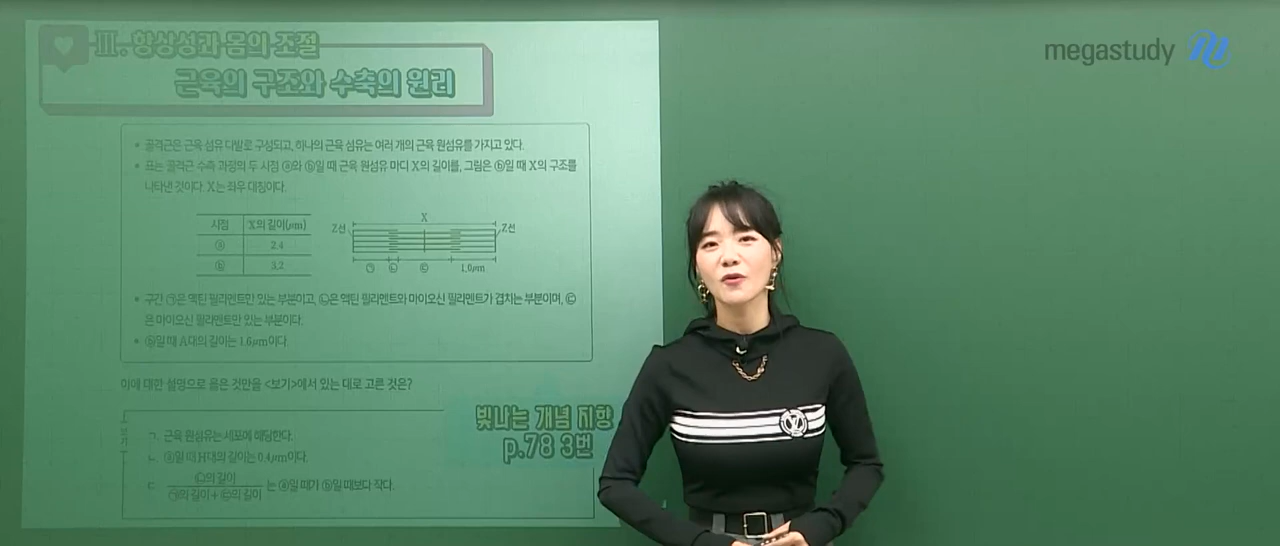 Ⅲ. 항상성과 몸의 조절
megastudy
근육의 구조와 수축의 원리
• 골격근은 근육 섬유 다발로 구성되고, 하나의 근육 섬유는 여러 개의 근육 원섬유를 가지고 있다.
• 표는 골격근 수축 과정의 두 시점 ⓐ와 ⓑ일 때 근육 원섬유 마디 X의 길이를, 그림은 ⓑ일 때 X의 구조를
나타낸 것이다. X는 좌우 대칭이다.
시점 X의 길이(μm)
ⓐ 2.4
ⓑ 3.2
X
Z선 Z선
㉠ ㉡ ㉢ 1.0μm
• 구간 ㉠은 액틴 필라멘트만 있는 부분이고, ㉡은 액틴 필라멘트와 마이오신 필라멘트가 겹치는 부분이며, ㉢
은 마이오신 필라멘트만 있는 부분이다.
• ⓑ일 때 A대의 길이는 1.6μm이다.
이에 대한 설명으로 옳은 것만을 <보기>에서 있는 대로 고른 것은?
빛나는 개념 지향
p.78 3번
보기
ㄱ. 근육 원섬유는 세포에 해당한다.
ㄴ. ⓐ일 때 H대의 길이는 0.4μm이다.
ㄷ. ㉡의 길이
㉠의 길이+㉢의 길이 는 ⓐ일 때가 ⓑ일 때보다 작다.